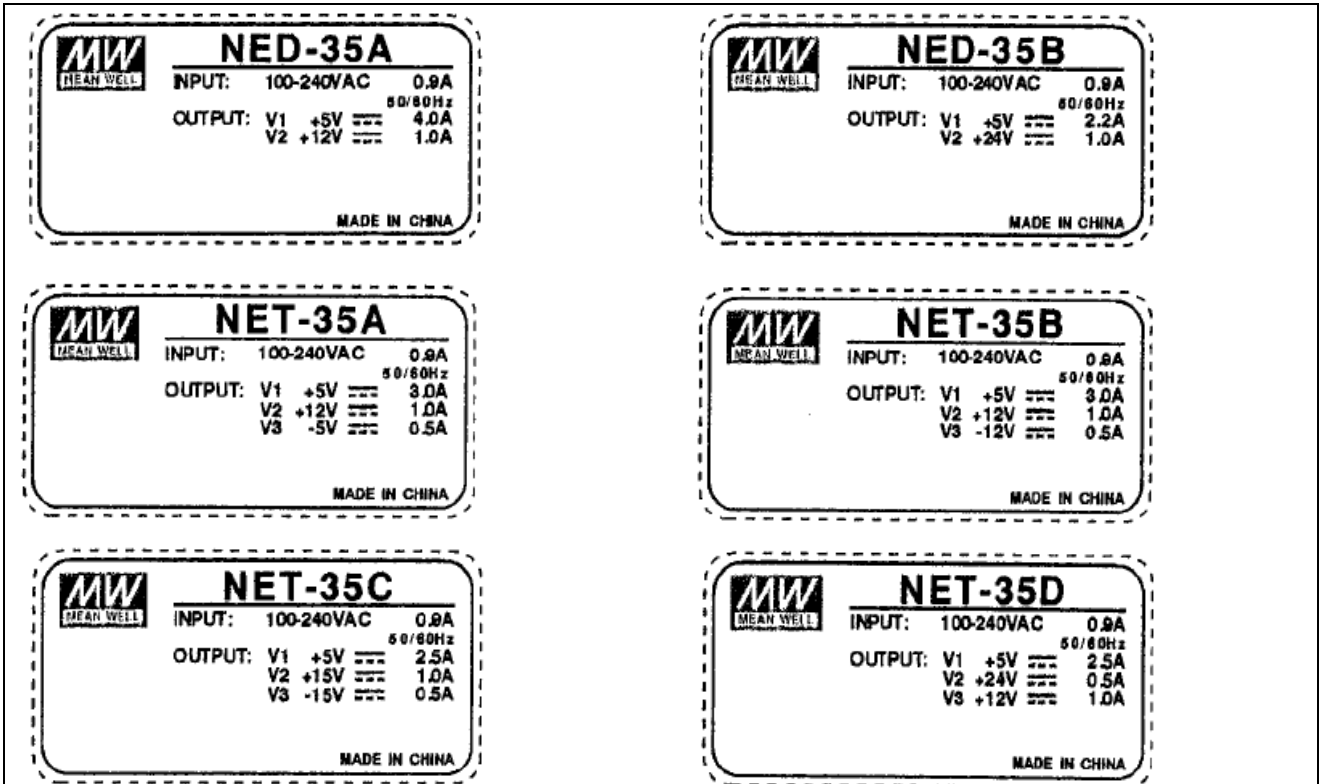 MW
MEAN WELL
NED-35A
INPUT: 100-240VAC 0.9A
50/60Hz
OUTPUT: V1 +5V 4.0A
V2 +12V 1.0A
MADE IN CHINA
MW
MEAN WELL
NED-35B
INPUT: 100-240VAC 0.9A
50/60Hz
OUTPUT: V1 +5V 2.2A
V2 +24V 1.0A
MADE IN CHINA
MW
MEAN WELL
NET-35A
INPUT: 100-240VAC 0.9A
50/60Hz
OUTPUT: V1 +5V 3.0A
V2 +12V 1.0A
V3 -5V 0.5A
MADE IN CHINA
MW
MEAN WELL
NET-35B
INPUT: 100-240VAC 0.9A
50/60Hz
OUTPUT: V1 +5V 3.0A
V2 +12V 1.0A
V3 -12V 0.5A
MADE IN CHINA
MW
MEAN WELL
NET-35C
INPUT: 100-240VAC 0.9A
50/60Hz
OUTPUT: V1 +5V 2.5A
V2 +15V 1.0A
V3 -15V 0.5A
MADE IN CHINA
MW
MEAN WELL
NET-35D
INPUT: 100-240VAC 0.9A
50/60Hz
OUTPUT: V1 +5V 2.5A
V2 +24V 0.5A
V3 +12V 1.0A
MADE IN CHINA